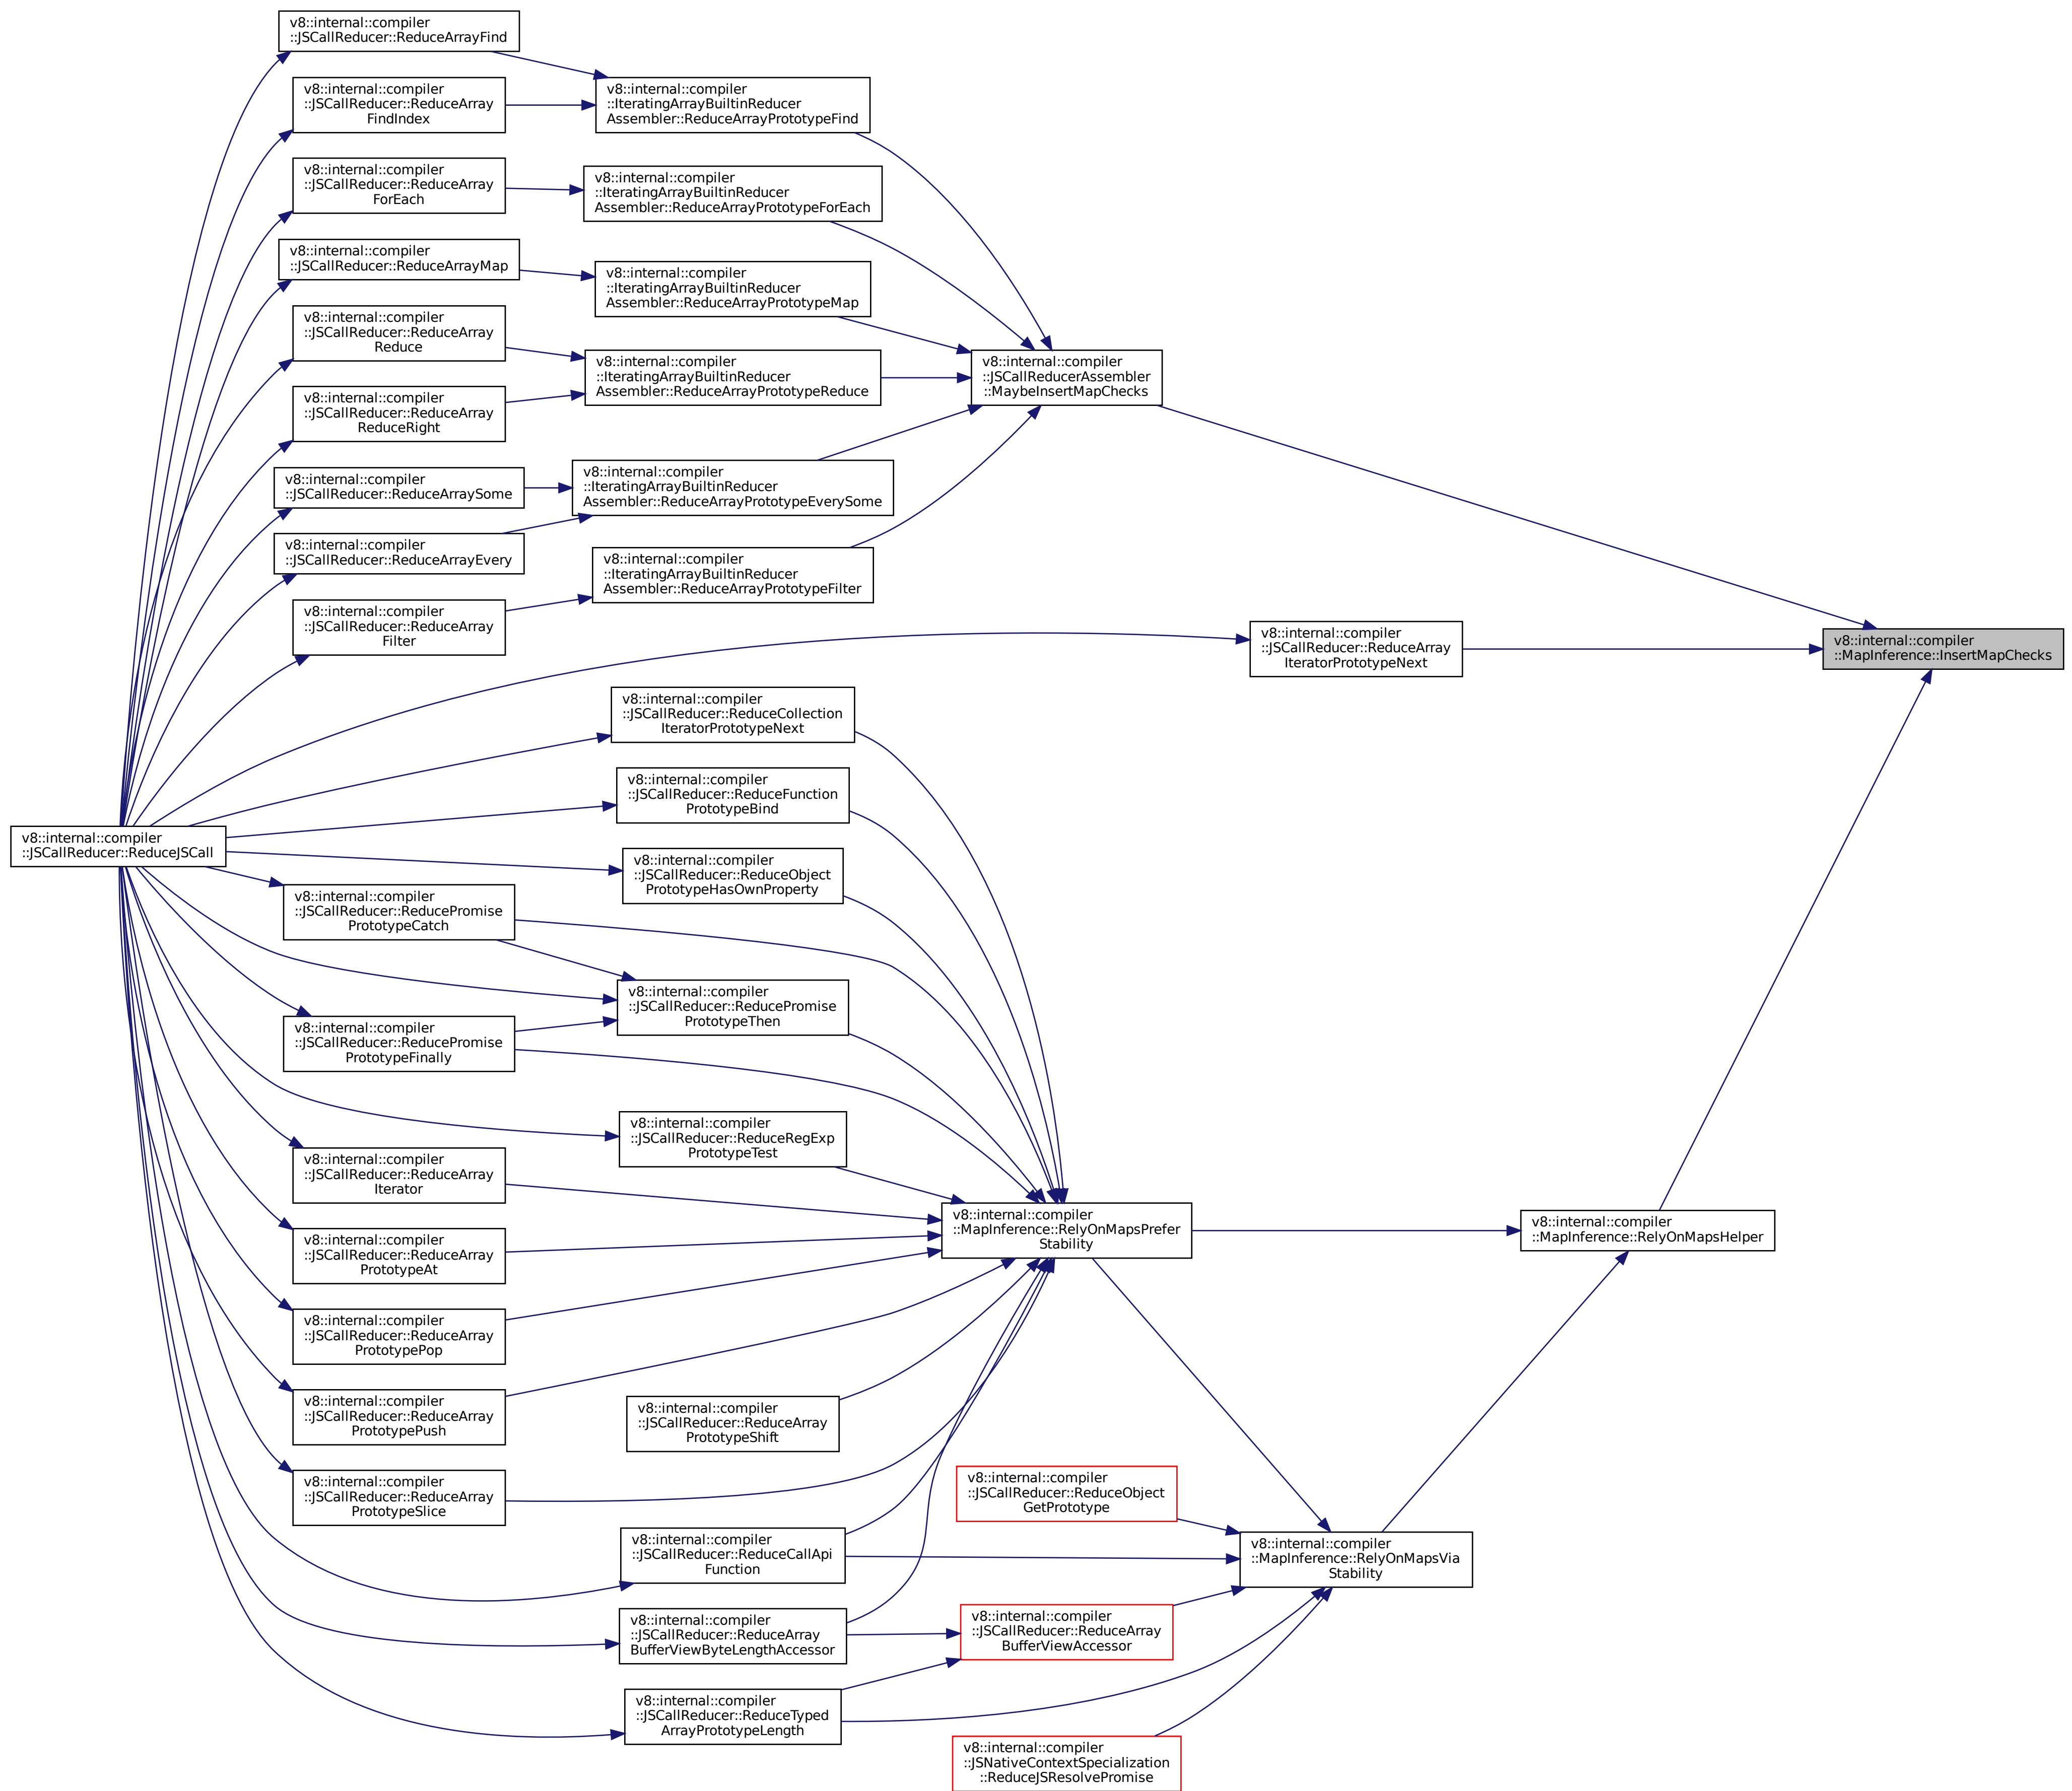 v8::internal::compiler
::JSCallReducer::ReduceArrayFind
v8::internal::compiler
::JSCallReducer::ReduceArray
FindIndex
v8::internal::compiler
::IteratingArrayBuiltinReducer
Assembler::ReduceArrayPrototypeFind
v8::internal::compiler
::JSCallReducer::ReduceArray
ForEach
v8::internal::compiler
::IteratingArrayBuiltinReducer
Assembler::ReduceArrayPrototypeForEach
v8::internal::compiler
::JSCallReducer::ReduceArrayMap
v8::internal::compiler
::IteratingArrayBuiltinReducer
Assembler::ReduceArrayPrototypeMap
v8::internal::compiler
::JSCallReducer::ReduceArray
Reduce
v8::internal::compiler
::IteratingArrayBuiltinReducer
Assembler::ReduceArrayPrototypeReduce
v8::internal::compiler
::JSCallReducerAssembler
::MaybeInsertMapChecks
v8::internal::compiler
::JSCallReducer::ReduceArray
ReduceRight
v8::internal::compiler
::JSCallReducer::ReduceArraySome
v8::internal::compiler
::IteratingArrayBuiltinReducer
Assembler::ReduceArrayPrototypeEverySome
v8::internal::compiler
::JSCallReducer::ReduceArrayEvery
v8::internal::compiler
::IteratingArrayBuiltinReducer
Assembler::ReduceArrayPrototypeFilter
v8::internal::compiler
::JSCallReducer::ReduceArray
Filter
v8::internal::compiler
::JSCallReducer::ReduceArray
IteratorPrototypeNext
v8::internal::compiler
::MapInference::InsertMapChecks
v8::internal::compiler
::JSCallReducer::ReduceCollection
IteratorPrototypeNext
v8::internal::compiler
::JSCallReducer::ReduceFunction
PrototypeBind
v8::internal::compiler
::JSCallReducer::ReduceJSCall
v8::internal::compiler
::JSCallReducer::ReduceObject
PrototypeHasOwnProperty
v8::internal::compiler
::JSCallReducer::ReducePromise
PrototypeCatch
v8::internal::compiler
::JSCallReducer::ReducePromise
PrototypeThen
v8::internal::compiler
::JSCallReducer::ReducePromise
PrototypeFinally
v8::internal::compiler
::JSCallReducer::ReduceRegExp
PrototypeTest
v8::internal::compiler
::JSCallReducer::ReduceArray
Iterator
v8::internal::compiler
::MapInference::RelyOnMapsPrefer
Stability
v8::internal::compiler
::MapInference::RelyOnMapsHelper
v8::internal::compiler
::JSCallReducer::ReduceArray
PrototypeAt
v8::internal::compiler
::JSCallReducer::ReduceArray
PrototypePop
v8::internal::compiler
::JSCallReducer::ReduceArray
PrototypePush
v8::internal::compiler
::JSCallReducer::ReduceArray
PrototypeShift
v8::internal::compiler
::JSCallReducer::ReduceArray
PrototypeSlice
v8::internal::compiler
::JSCallReducer::ReduceObject
GetPrototype
v8::internal::compiler
::JSCallReducer::ReduceCallApi
Function
v8::internal::compiler
::MapInference::RelyOnMapsVia
Stability
v8::internal::compiler
::JSCallReducer::ReduceArray
BufferViewByteLengthAccessor
v8::internal::compiler
::JSCallReducer::ReduceArray
BufferViewAccessor
v8::internal::compiler
::JSCallReducer::ReduceTyped
ArrayPrototypeLength
v8::internal::compiler
::JSNativeContextSpecialization
::ReduceJSResolvePromise